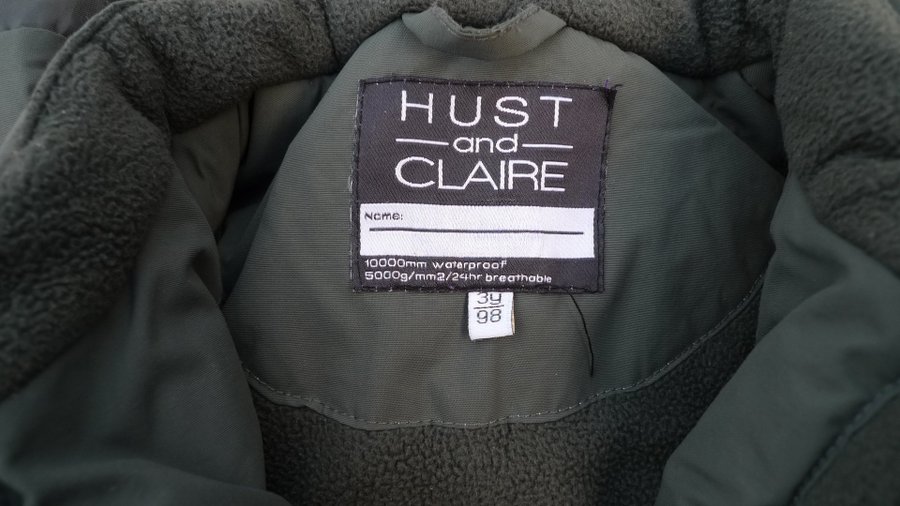 HUST
and
CLAIRE
Name:
10000mm waterproof
5000g/mm2/24hr breathable
3y
98